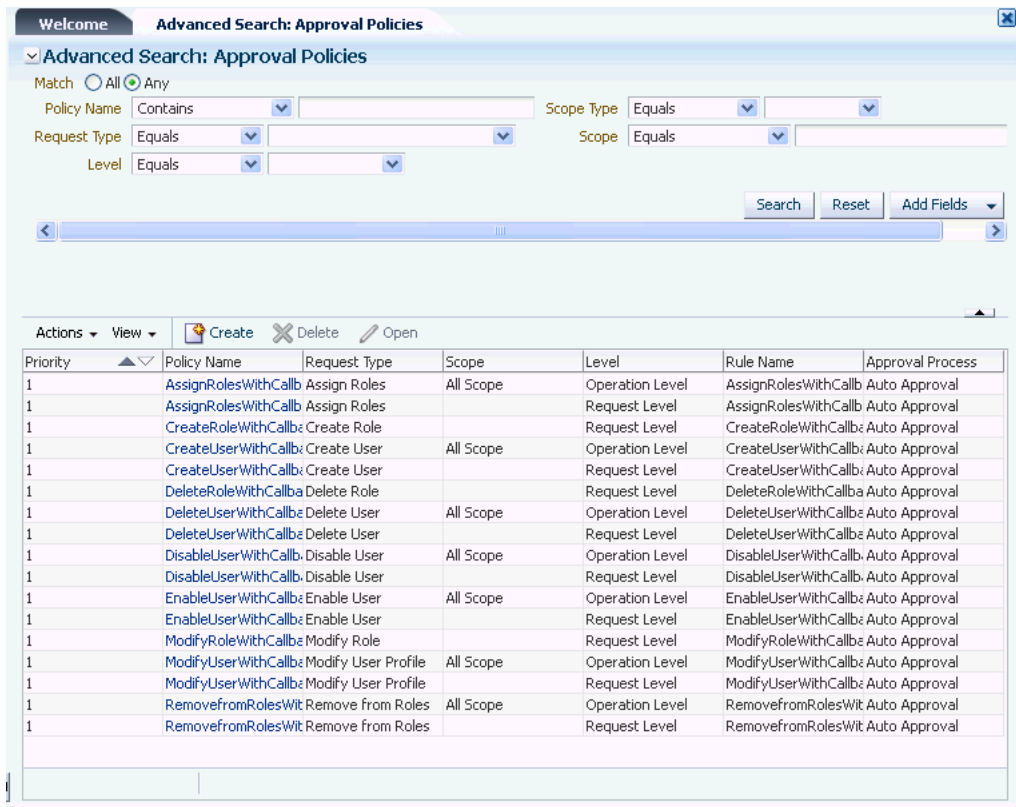 Welcome Advanced Search: Approval Policies
Advanced Search: Approval Policies
Match All Any
Policy Name Contains Scope Type Equals
Request Type Equals Scope Equals
Level Equals
Search Reset Add Fields
Actions View Create Delete Open
Priority Policy Name Request Type Scope Level Rule Name Approval Process
1 AssignRolesWithCallb Assign Roles All Scope Operation Level AssignRolesWithCallb Auto Approval
1 AssignRolesWithCallb Assign Roles Request Level AssignRolesWithCallb Auto Approval
1 CreateRoleWithCallba Create Role Request Level CreateRoleWithCallba Auto Approval
1 CreateUserWithCallba Create User All Scope Operation Level CreateUserWithCallba Auto Approval
1 CreateUserWithCallba Create User Request Level CreateUserWithCallba Auto Approval
1 DeleteRoleWithCallba Delete Role Request Level DeleteRoleWithCallba Auto Approval
1 DeleteUserWithCallba Delete User All Scope Operation Level DeleteUserWithCallba Auto Approval
1 DeleteUserWithCallba Delete User Request Level DeleteUserWithCallba Auto Approval
1 DisableUserWithCallb Disable User All Scope Operation Level DisableUserWithCallb Auto Approval
1 DisableUserWithCallb Disable User Request Level DisableUserWithCallb Auto Approval
1 EnableUserWithCallba Enable User All Scope Operation Level EnableUserWithCallba Auto Approval
1 EnableUserWithCallba Enable User Request Level EnableUserWithCallba Auto Approval
1 ModifyRoleWithCallba Modify Role Request Level ModifyRoleWithCallba Auto Approval
1 ModifyUserWithCallba Modify User Profile All Scope Operation Level ModifyUserWithCallba Auto Approval
1 ModifyUserWithCallba Modify User Profile Request Level ModifyUserWithCallba Auto Approval
1 RemovefromRolesWit Remove from Roles All Scope Operation Level RemovefromRolesWit Auto Approval
1 RemovefromRolesWit Remove from Roles Request Level RemovefromRolesWit Auto Approval